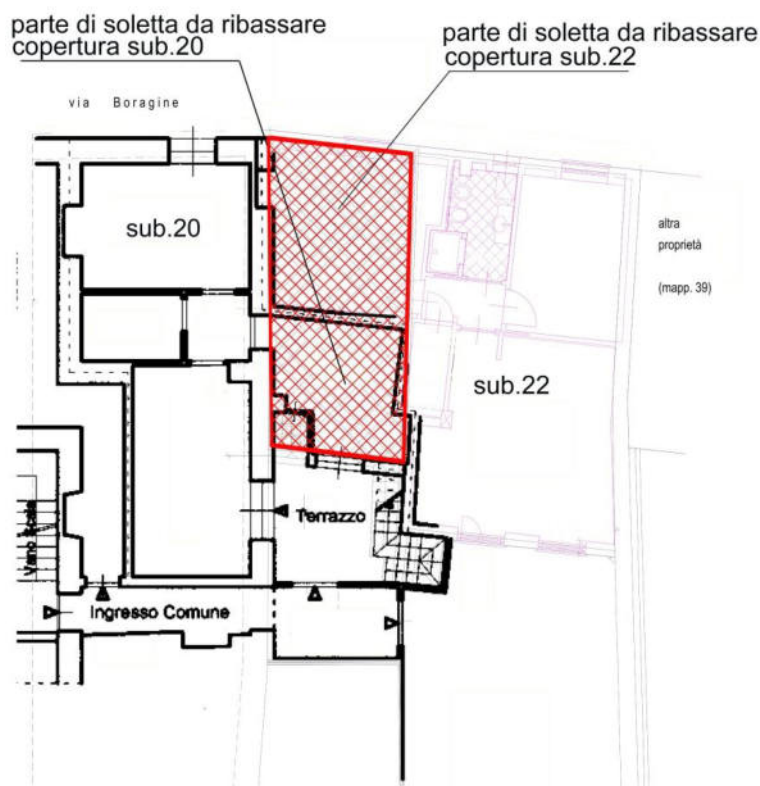 parte di soletta da ribassare
copertura sub.20
parte di soletta da ribassare
copertura sub.22
via Boragine
sub.20
altra
proprietà
(mapp. 39)
sub.22
Terrazzo
Vano Scala
Ingresso Comune